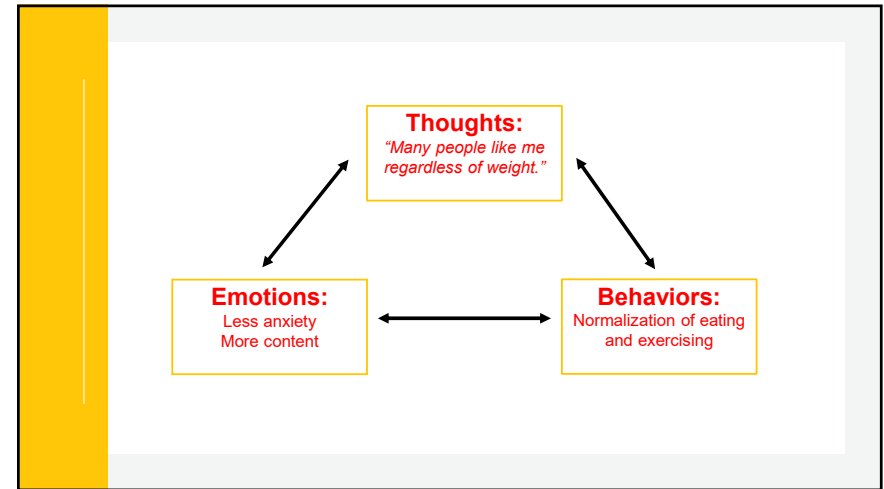 Thoughts:
“Many people like me
regardless of weight.”
Emotions:
Less anxiety
More content
Behaviors:
Normalization of eating
and exercising